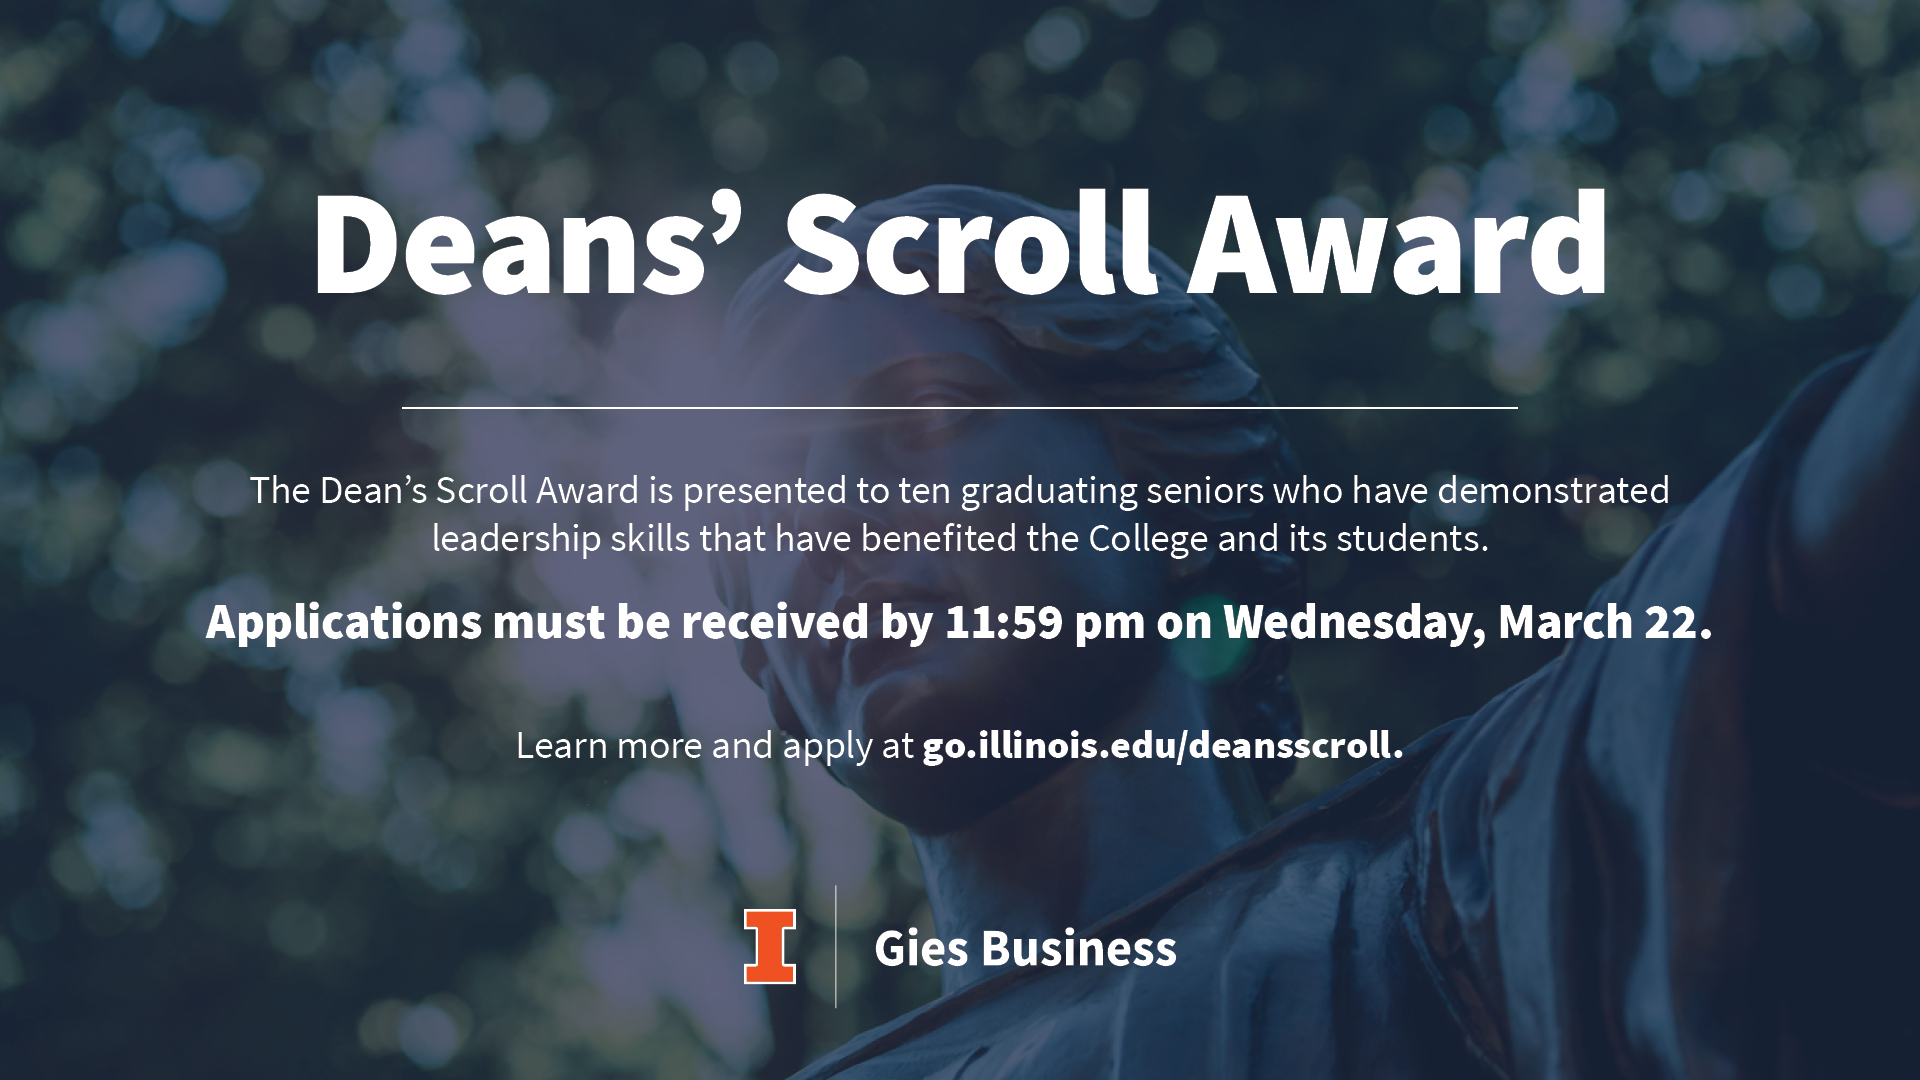 Deans’ Scroll Award
The Dean’s Scroll Award is presented to ten graduating seniors who have demonstrated
leadership skills that have benefited the College and its students.
Applications must be received by 11:59 pm on Wednesday, March 22.
Learn more and apply at go.illinois.edu/deansscroll.
I Gies Business